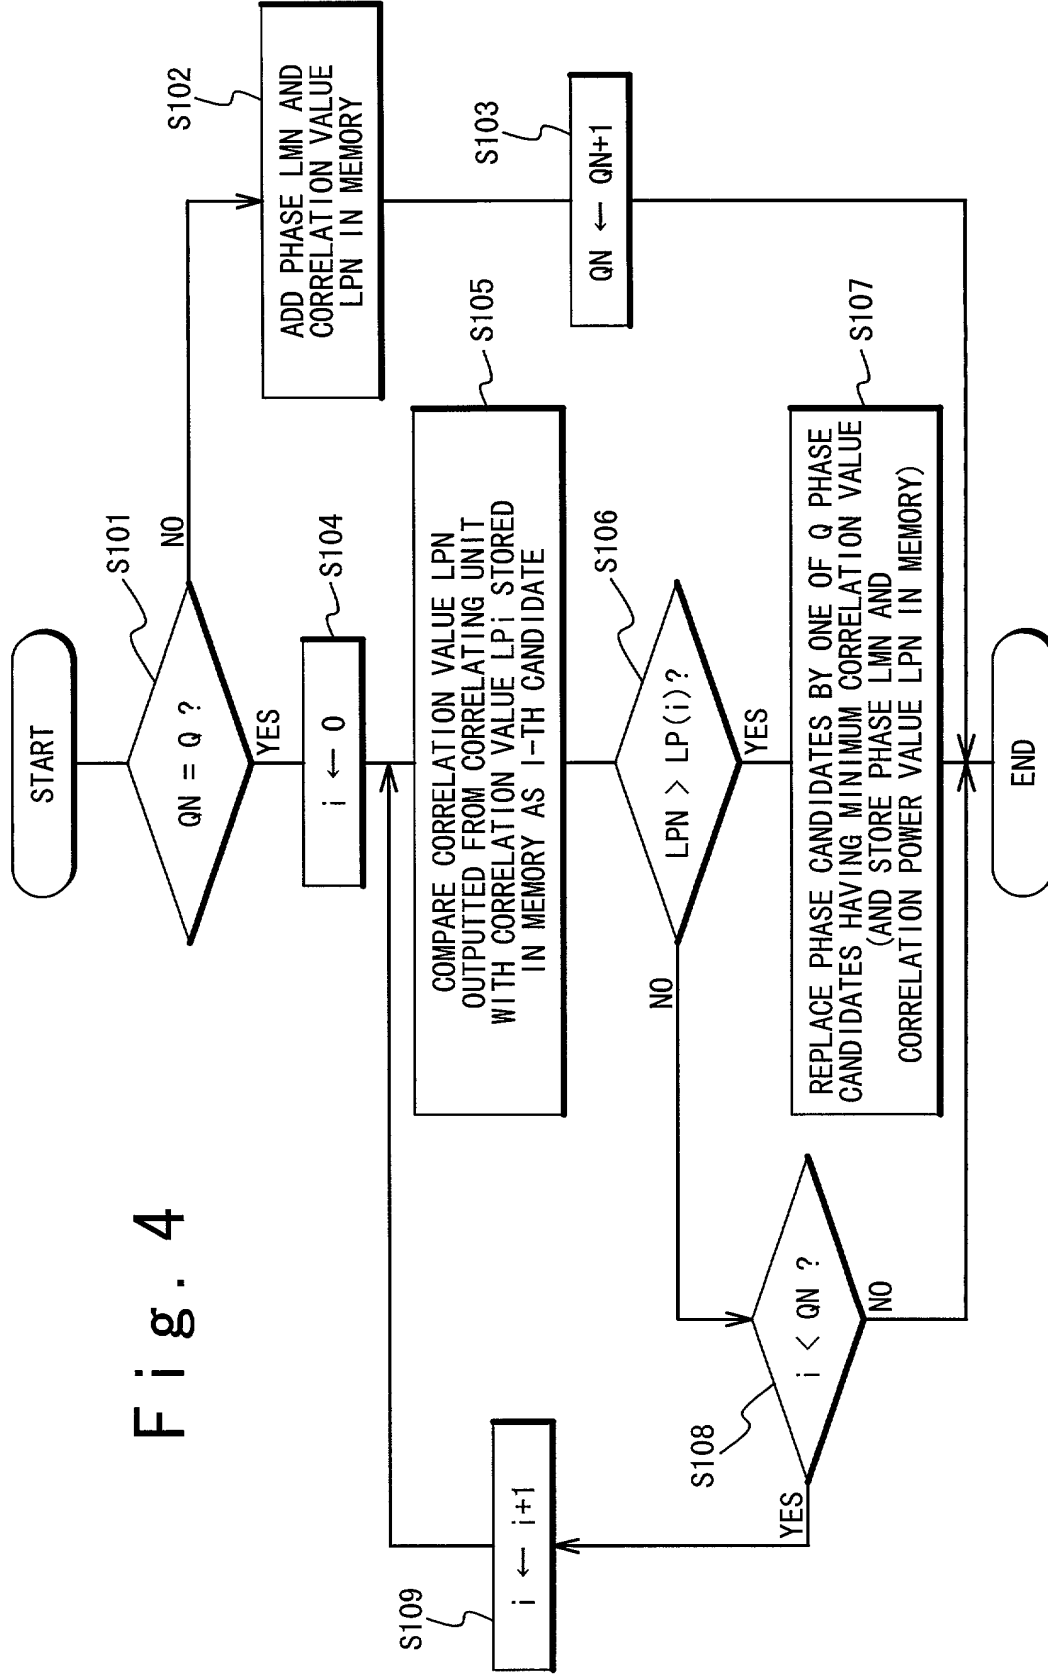 Fig. 4
START
S101
QN = Q ?
NO
YES
S102
ADD PHASE LMN AND
CORRELATION VALUE
LPN IN MEMORY
S103
QN ← QN+1
S104
i ← 0
S105
COMPARE CORRELATION VALUE LPN
OUTPUTTED FROM CORRELATING UNIT
WITH CORRELATION VALUE LPi STORED
IN MEMORY AS i-TH CANDIDATE
S106
LPN > LP(i)?
NO
YES
S107
REPLACE PHASE CANDIDATES BY ONE OF Q PHASE
CANDIDATES HAVING MINIMUM CORRELATION VALUE
(AND STORE PHASE LMN AND
CORRELATION POWER VALUE LPN IN MEMORY)
S108
i < QN ?
YES
NO
S109
i ← i+1
END